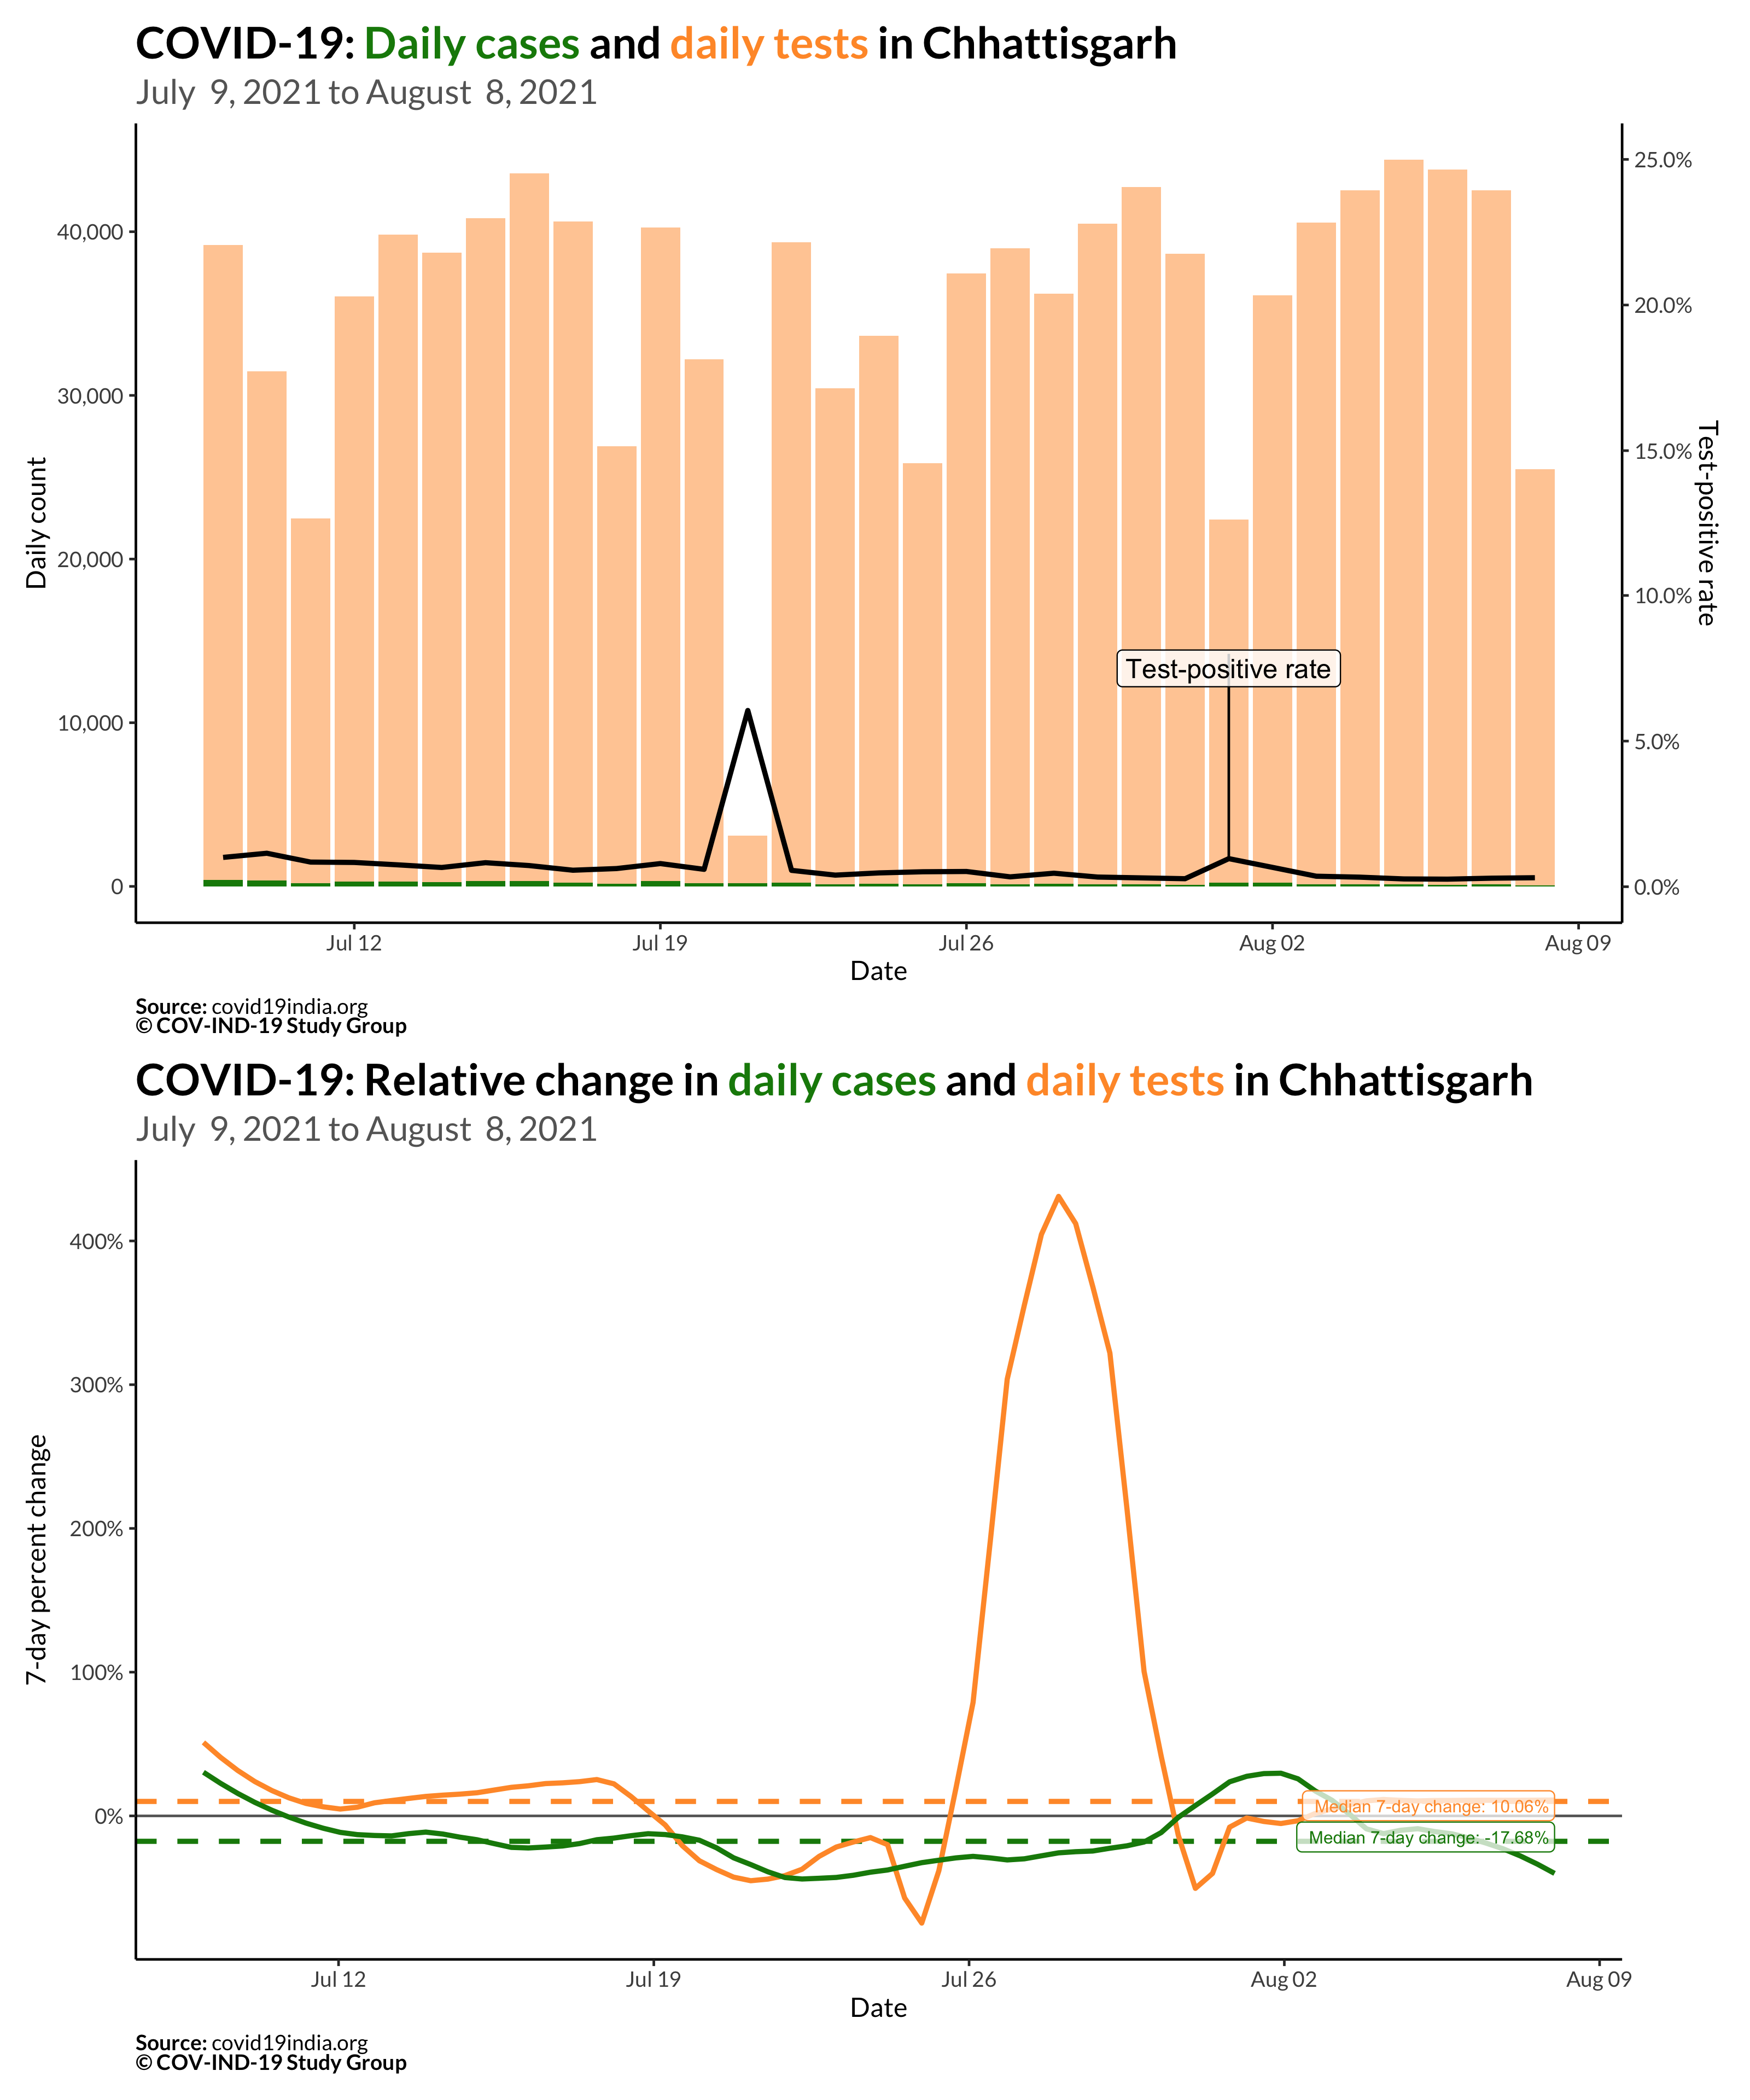 COVID-19: Daily cases and daily tests in Chhattisgarh
July 9, 2021 to August 8, 2021
Daily count
40,000
30,000
20,000
10,000
0
25.0%
20.0%
15.0%
10.0%
5.0%
0.0%
Test-positive rate
Test-positive rate
Jul 12
Jul 19
Jul 26
Aug 02
Aug 09
Date
Source: covid19india.org
© COV-IND-19 Study Group
COVID-19: Relative change in daily cases and daily tests in Chhattisgarh
July 9, 2021 to August 8, 2021
7-day percent change
400%
300%
200%
100%
0%
Median 7-day change: 10.06%
Median 7-day change: -17.68%
Jul 12
Jul 19
Jul 26
Aug 02
Aug 09
Date
Source: covid19india.org
© COV-IND-19 Study Group